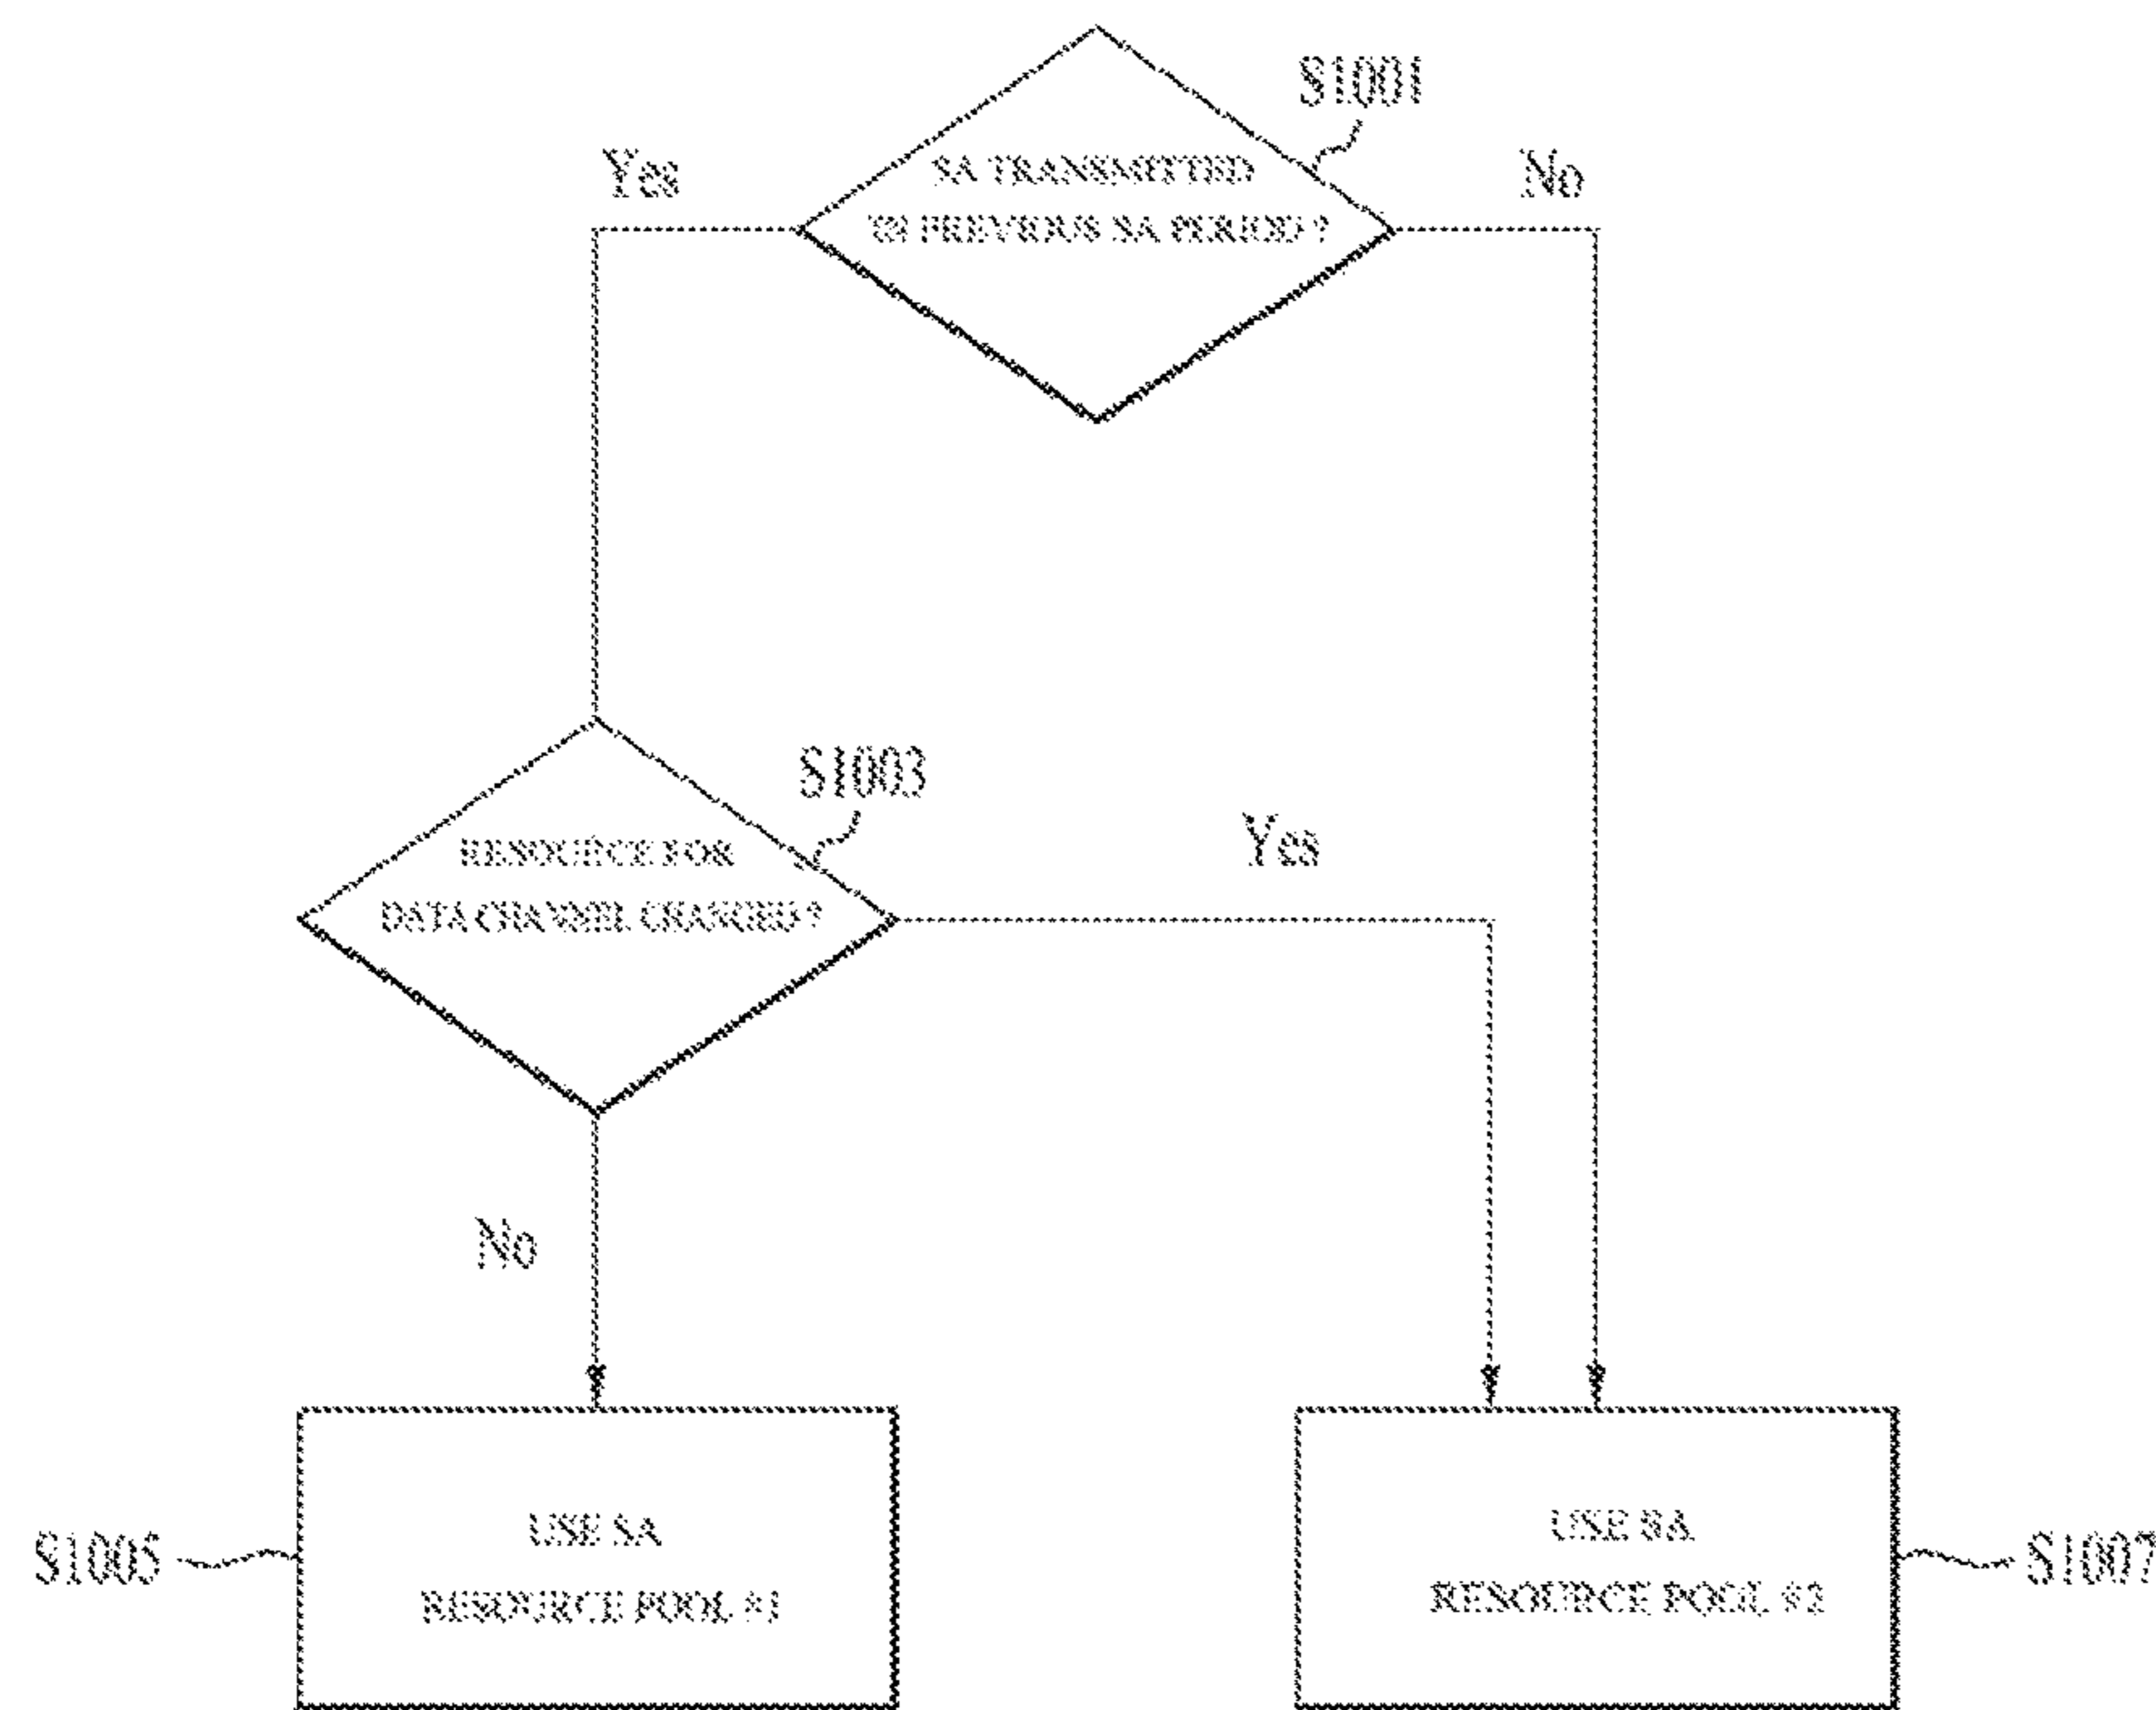 S1001
Yes
No
SA TRANSMITTED
IN PREVIOUS SA PERIOD ?
S1003
Yes
RESOURCE FOR
DATA CHANNEL CHANGED ?
No
USE SA
RESOURCE POOL #1
S1005
USE SA
RESOURCE POOL #2
S1007